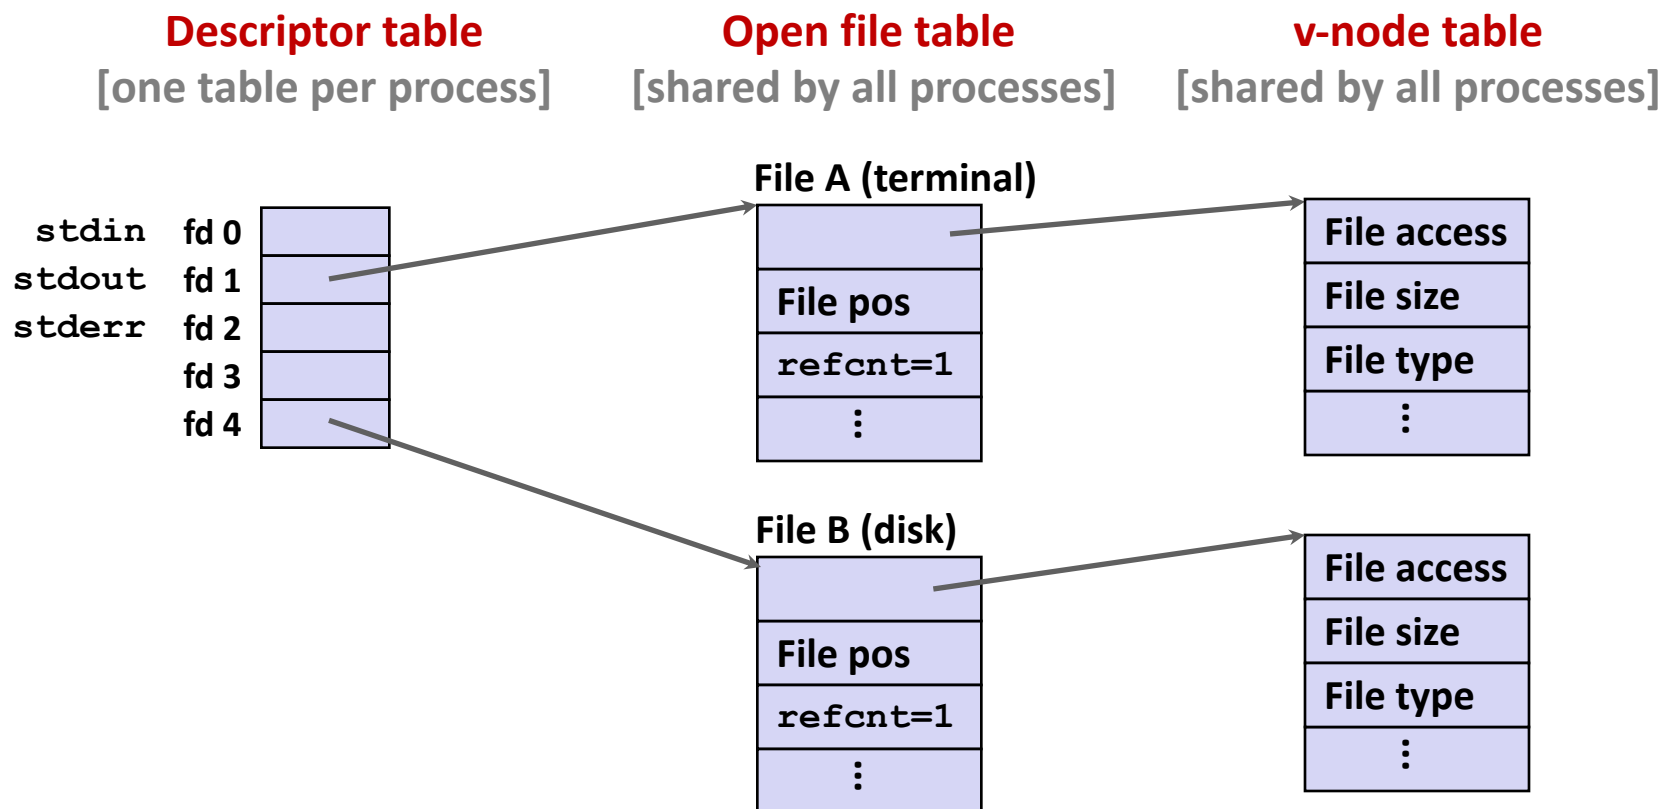 Descriptor table
[one table per process]
Open file table
[shared by all processes]
v-node table
[shared by all processes]
stdin fd 0
stdout fd 1
stderr fd 2
fd 3
fd 4
File A (terminal)
File pos
refcnt=1
⋮
File access
File size
File type
⋮
File B (disk)
File pos
refcnt=1
⋮
File access
File size
File type
⋮